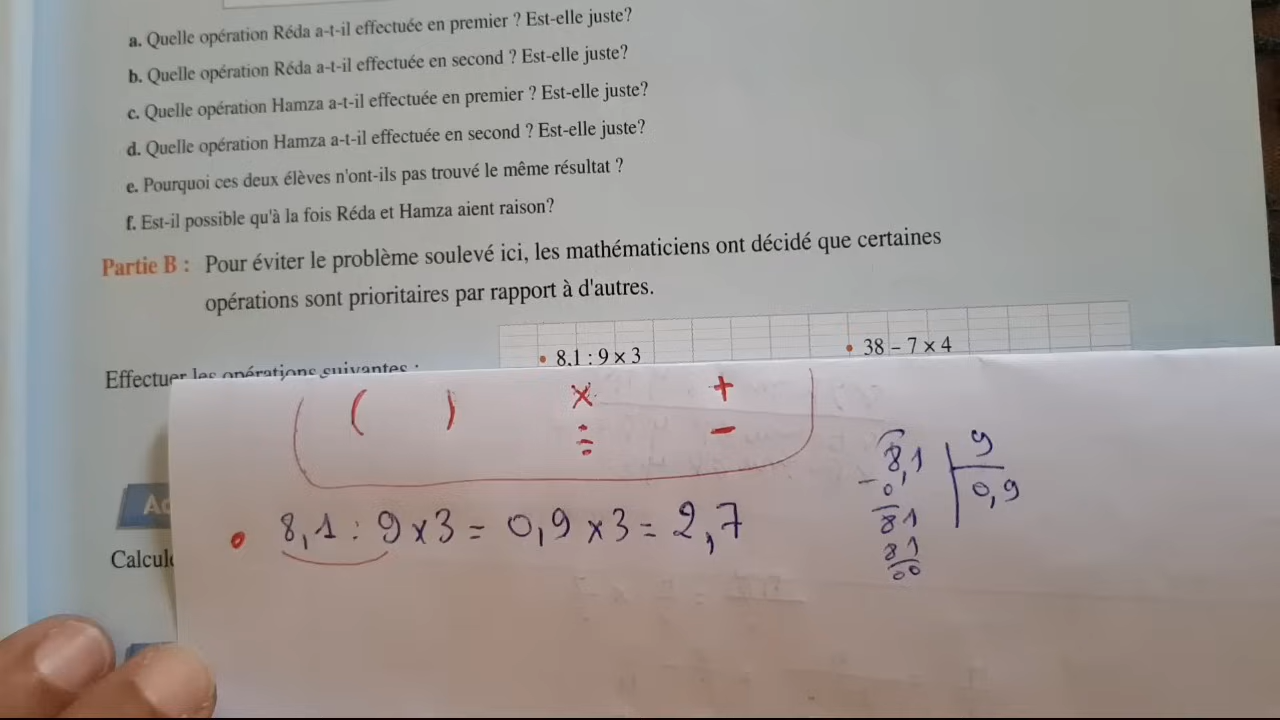 a. Quelle opération Réda a-t-il effectuée en premier ? Est-elle juste?
b. Quelle opération Réda a-t-il effectuée en second ? Est-elle juste?
c. Quelle opération Hamza a-t-il effectuée en premier ? Est-elle juste?
d. Quelle opération Hamza a-t-il effectuée en second ? Est-elle juste?
e. Pourquoi ces deux élèves n'ont-ils pas trouvé le même résultat ?
f. Est-il possible qu'à la fois Réda et Hamza aient raison?
Partie B : Pour éviter le problème soulevé ici, les mathématiciens ont décidé que certaines
opérations sont prioritaires par rapport à d'autres.
• 8,1 : 9 × 3 • 38 – 7 × 4
Effectuer les opérations suivantes :
( ) × +
÷ -
8,1 9
- 0 0,9
81
81
00
• 8,1 : 9 × 3 = 0,9 × 3 = 2,7